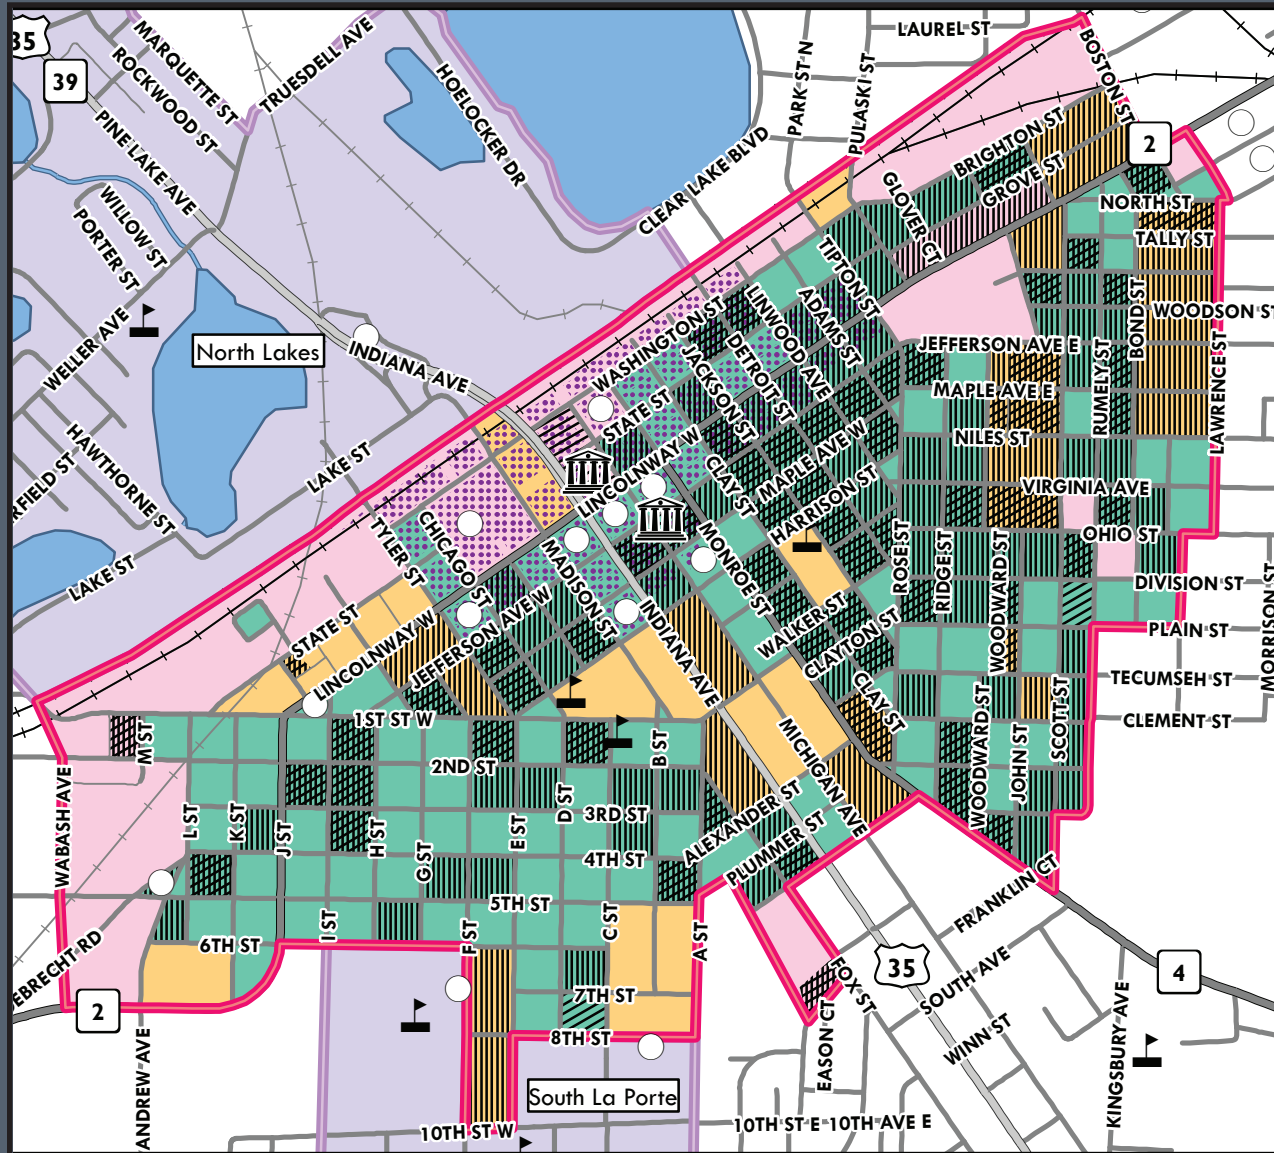 35
39
MARQUETTE ST
ROCKWOOD ST
TRUESDELL AVE
PINE LAKE AVE
HOELOCKER DR
CLEAR LAKE BLVD
PARK ST N
PULASKI ST
LAUREL ST
BOSTON ST
2
BRIGHTON ST
GROVE ST
GLOVER CT
NORTH ST
TALLY ST
WOODSON ST
BOND ST
WILLOW ST
PORTER ST
WELLER AVE
North Lakes
INDIANA AVE
TIPTON ST
ADAMS ST
LINWOOD AVE
DETROIT ST
JACKSON ST
WASHINGTON ST
STATE ST
LINCOLNWAY W
CLAY ST
MAPLE AVE W
HARRISON ST
MONROE ST
JEFFERSON AVE E
MAPLE AVE E
NILES ST
VIRGINIA AVE
OHIO ST
RUMELY ST
LAWRENCE ST
DIVISION ST
PLAIN ST
TECUMSEH ST
CLEMENT ST
MORRISON ST
HAWTHORNE ST
RFIELD ST
LAKE ST
LAKE ST
TYLER ST
CHICAGO ST
MADISON ST
JEFFERSON AVE W
STATE ST
LINCOLNWAY W
INDIANA AVE
WALKER ST
CLAYTON ST
CLAY ST
ROSE ST
RIDGE ST
WOODWARD ST
WOODWARD ST
JOHN ST
SCOTT ST
MICHIGAN AVE
ALEXANDER ST
PLUMMER ST
1ST ST W
2ND ST
3RD ST
4TH ST
5TH ST
6TH ST
7TH ST
8TH ST
10TH ST W
10TH ST E
10TH AVE E
WABASH AVE
M ST
L ST
K ST
J ST
I ST
H ST
G ST
F ST
E ST
D ST
C ST
B ST
A ST
EBRECHT RD
2
ANDREW AVE
South La Porte
FOX ST
EASON CT
35
FRANKLIN CT
SOUTH AVE
WINN ST
KINGSBURY AVE
4